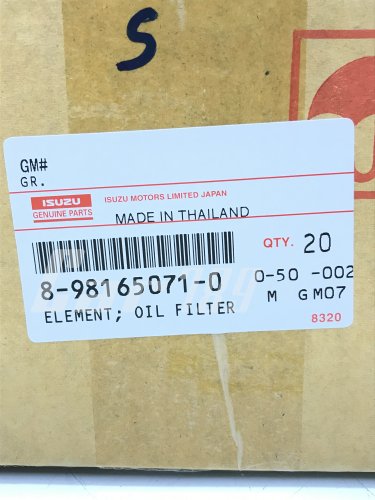 S
GM#
GR.
ISUZU
GENUINE PARTS
ISUZU MOTORS LIMITED JAPAN
MADE IN THAILAND
QTY. 20
8-98165071-0
0-50 -002
M GM07
ELEMENT; OIL FILTER
8320